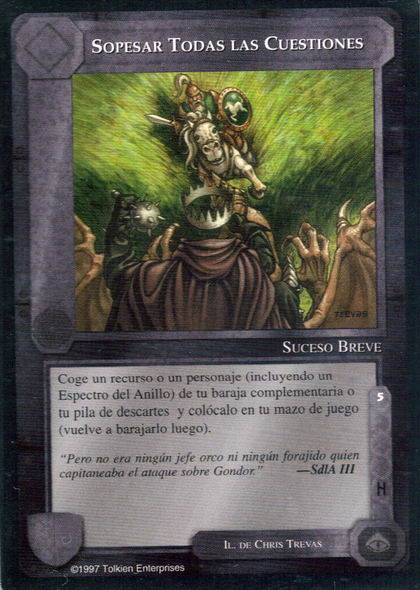 Sopesar Todas las Cuestiones
Trevas
Suceso Breve
Coge un recurso o un personaje (incluyendo un
Espectro del Anillo) de tu baraja complementaria o
tu pila de descartes y colócalo en tu mazo de juego
(vuelve a barajarlo luego).
5
"Pero no era ningún jefe orco ni ningún forajido quien
capitaneaba el ataque sobre Gondor." —SdlA III
H
Il. de Chris Trevas
©1997 Tolkien Enterprises